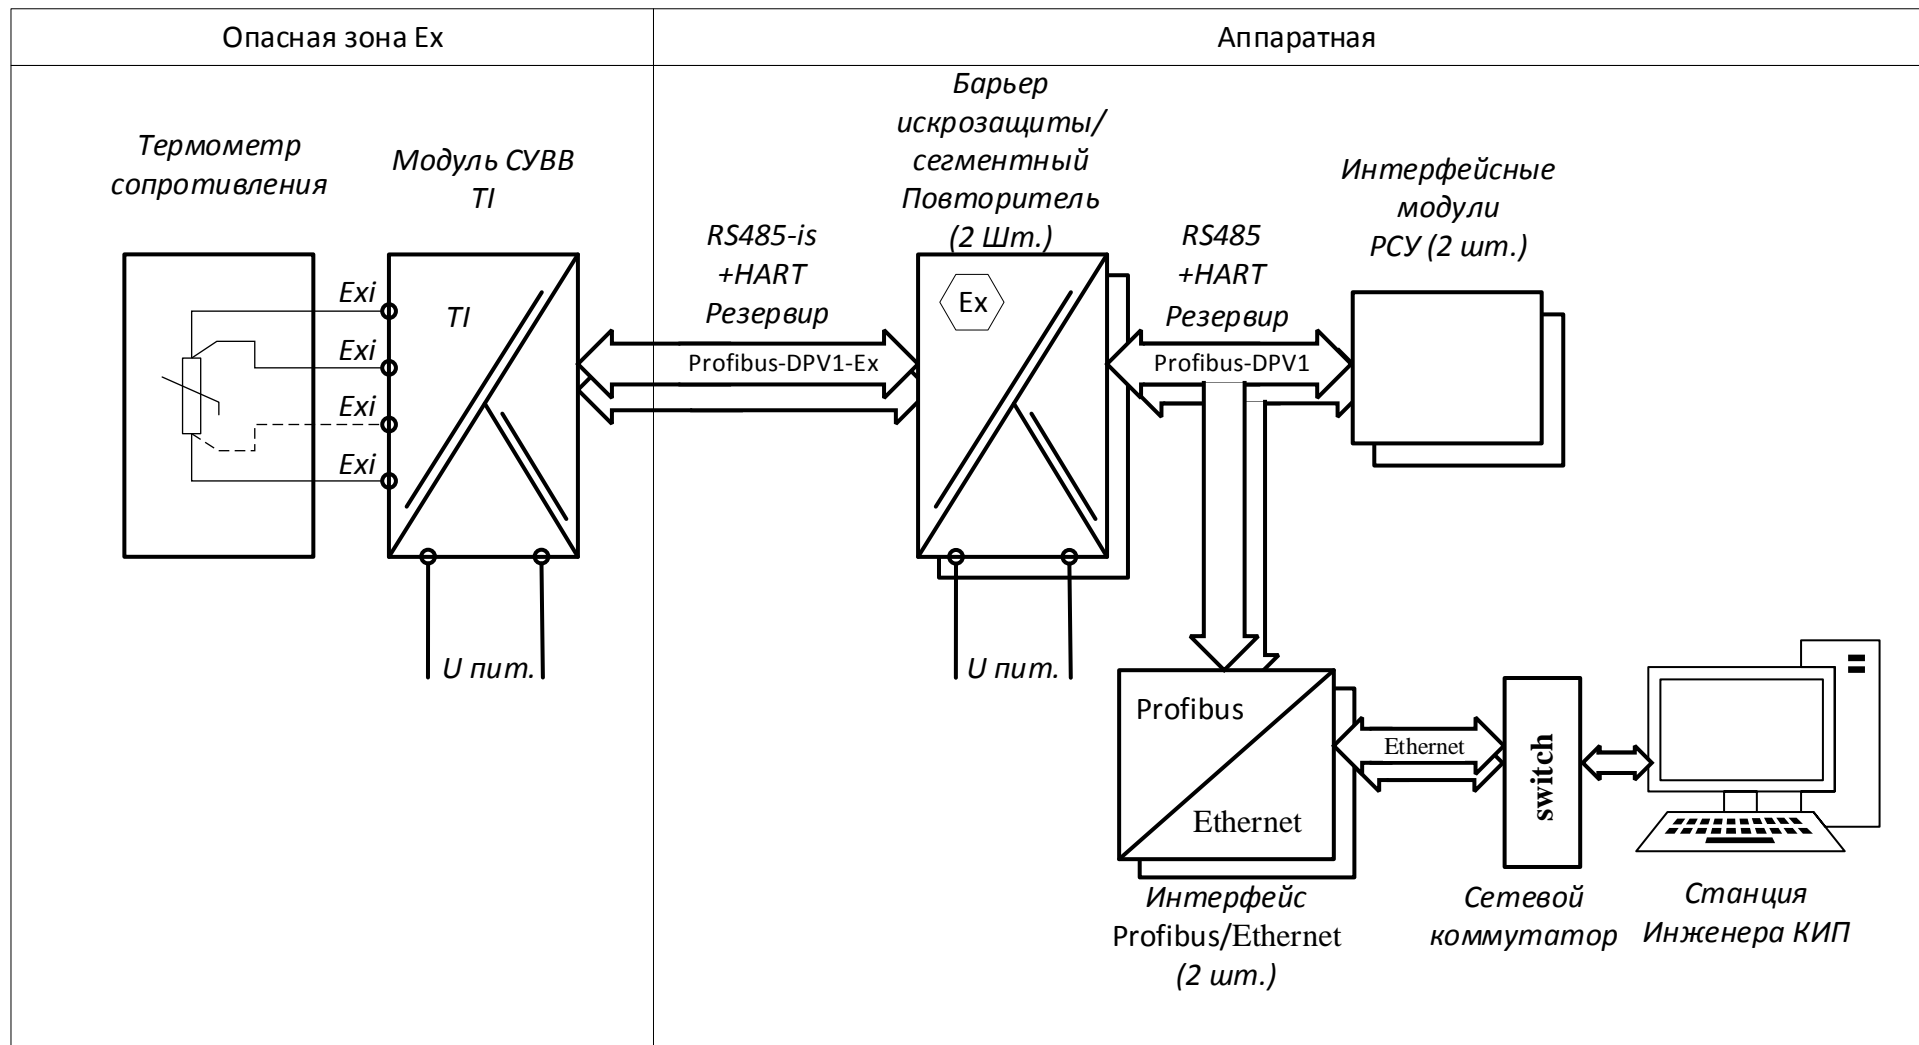 Опасная зона Ex
Аппаратная
Термометр
сопротивления
Модуль СУВВ
TI
Барьер
искрозащиты/
сегментный
Повторитель
(2 Шт.)
Интерфейсные
модули
РСУ (2 шт.)
RS485-is
+HART
Резервир
RS485
+HART
Резервир
Exi
Exi
Exi
Exi
TI
Ex
Profibus-DPV1-Ex
Profibus-DPV1
U пит.
U пит.
Profibus
Ethernet
Ethernet
switch
Интерфейс
Profibus/Ethernet
(2 шт.)
Сетевой
коммутатор
Станция
Инженера КИП